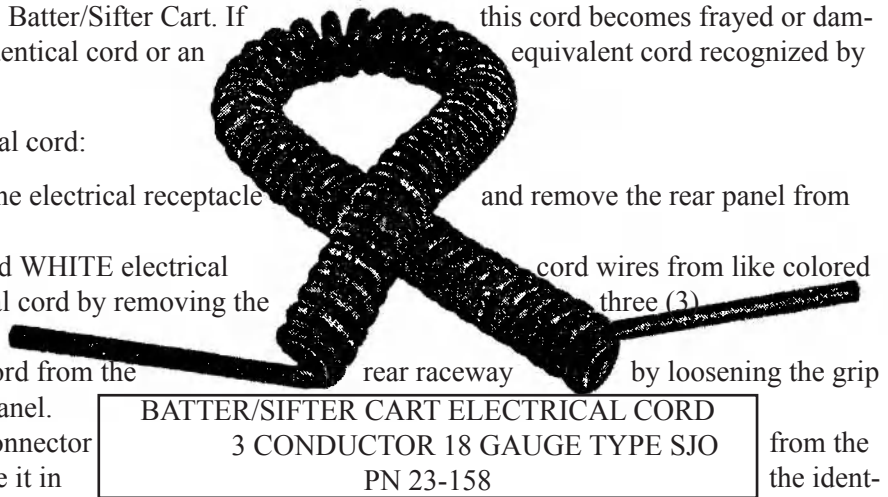 Batter/Sifter Cart. If this cord becomes frayed or dam-
entical cord or an equivalent cord recognized by
al cord:
ne electrical receptacle and remove the rear panel from
d WHITE electrical cord wires from like colored
al cord by removing the three (3)
ord from the rear raceway by loosening the grip
anel.
BATTER/SIFTER CART ELECTRICAL CORD
onnector 3 CONDUCTOR 18 GAUGE TYPE SJO from the
e it in PN 23-158 the ident-